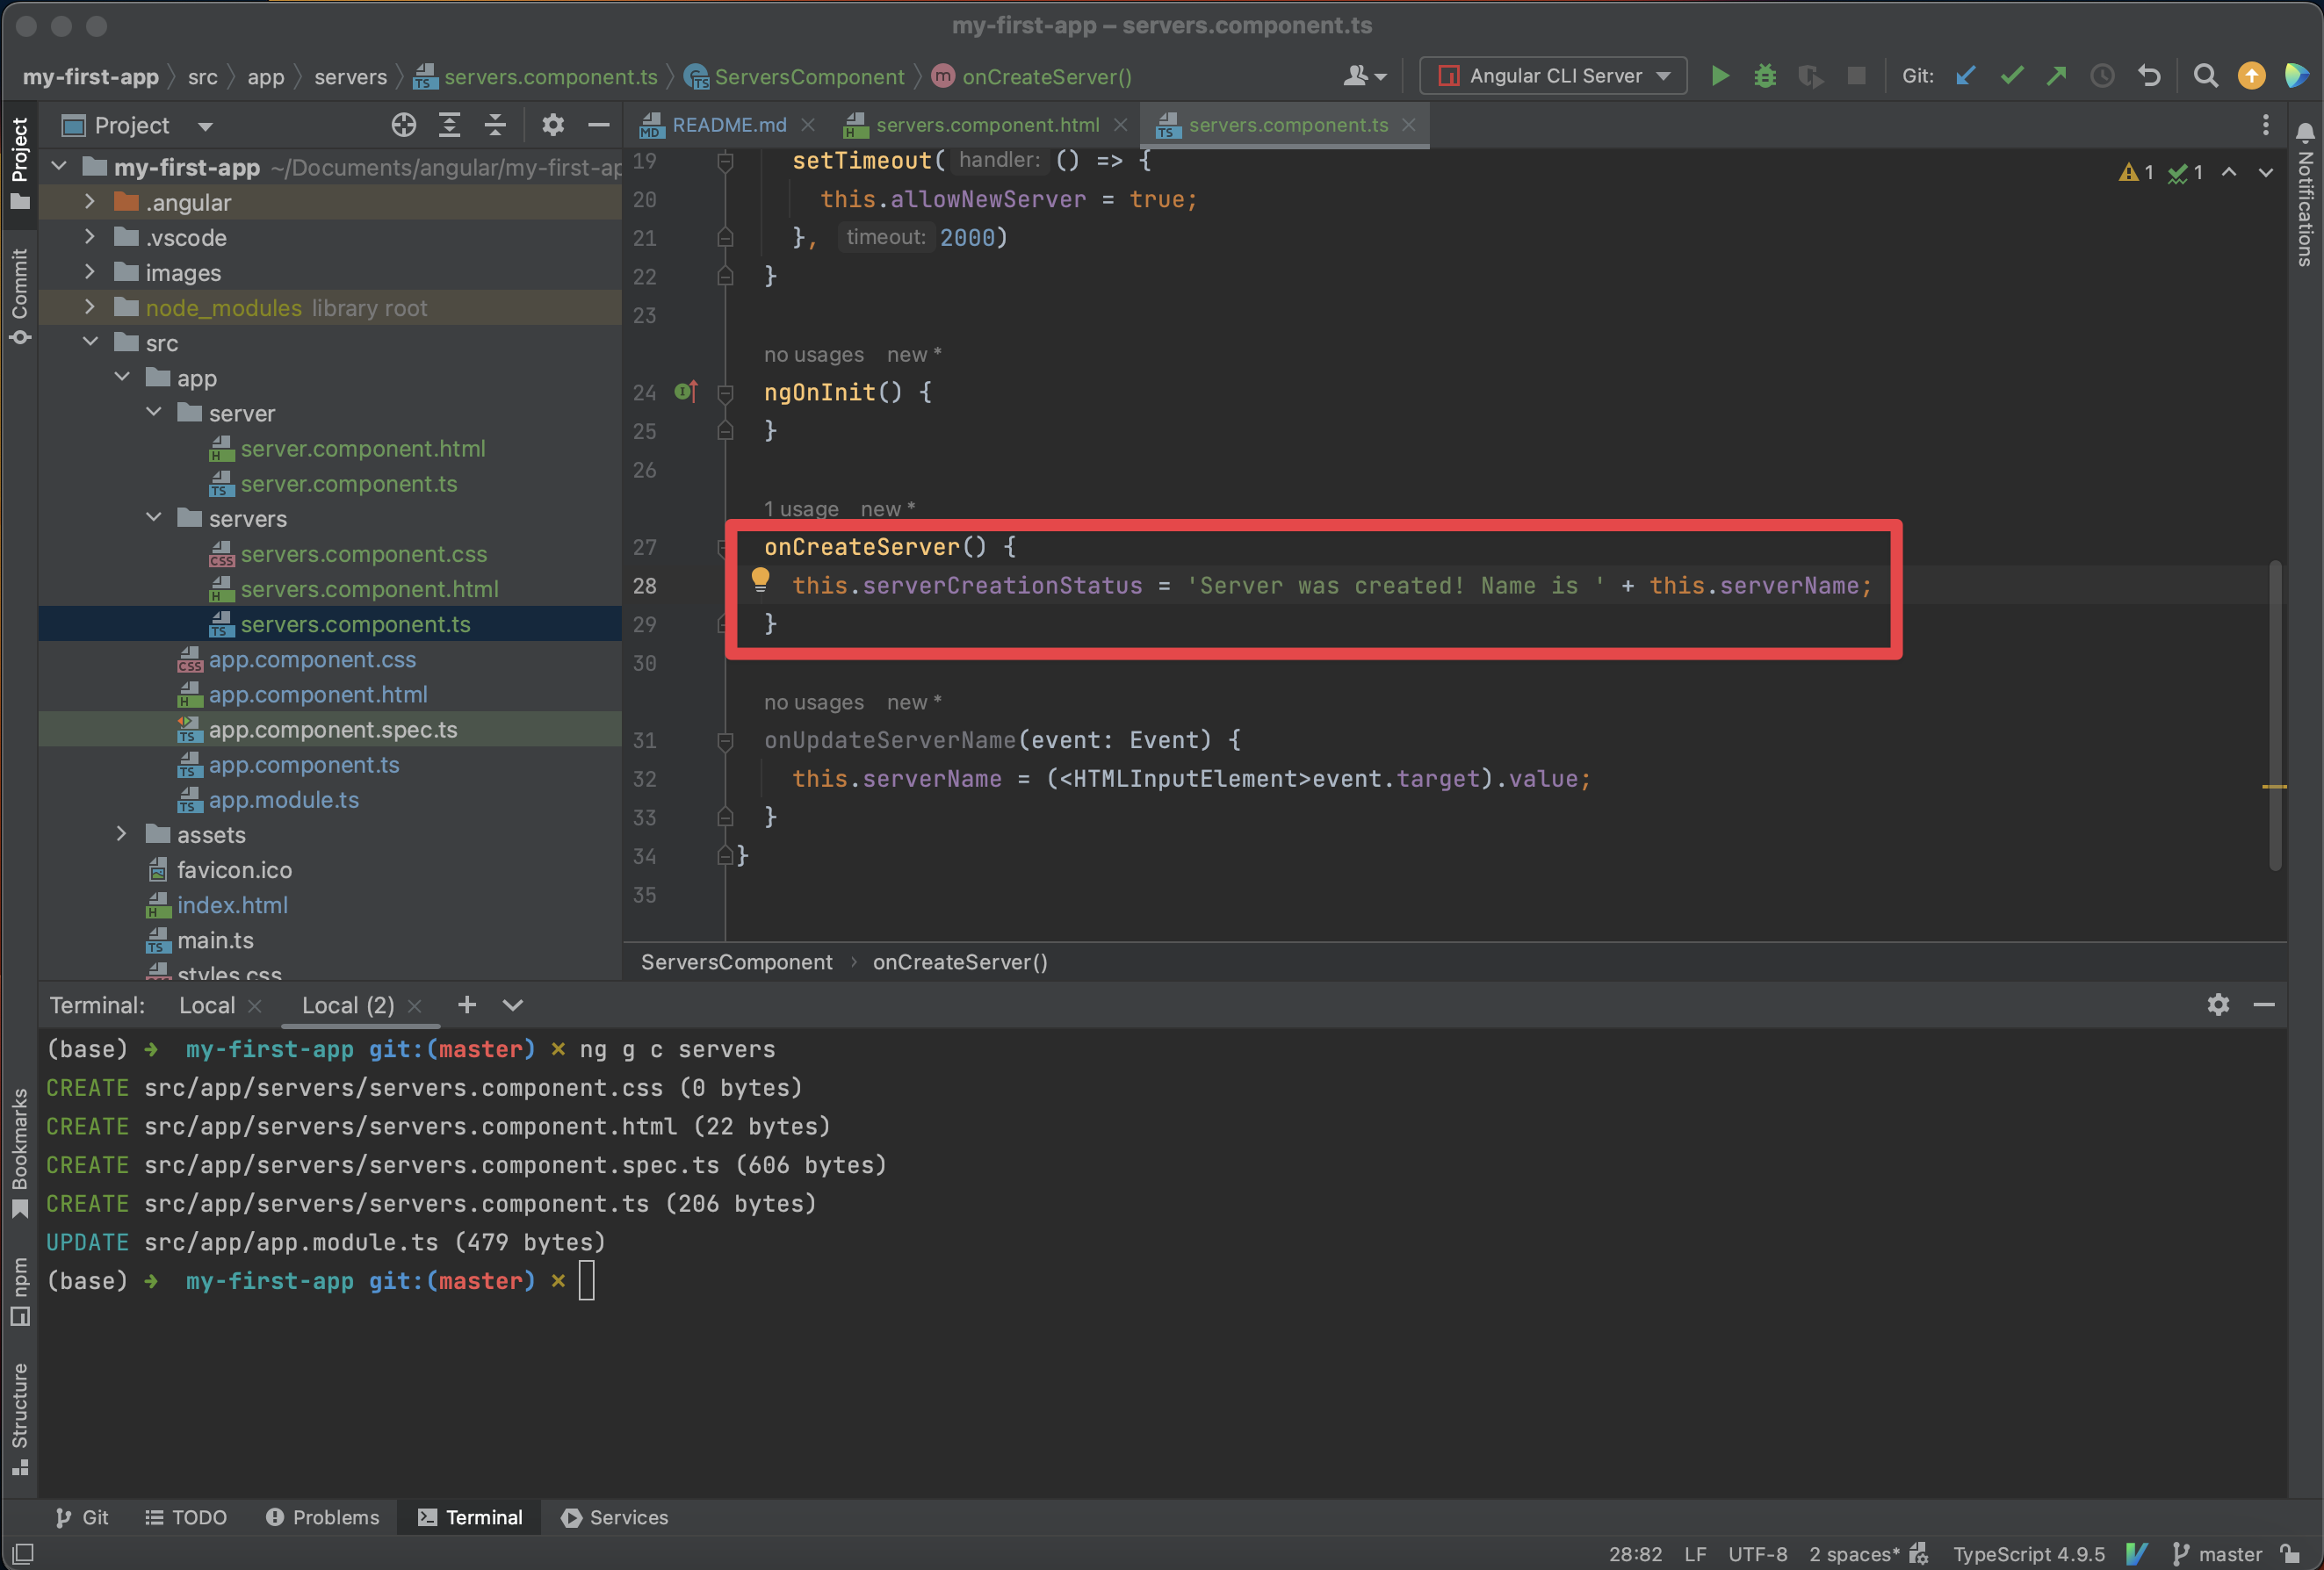 my-first-app – servers.component.ts
my-first-app src app servers servers.component.ts ServersComponent onCreateServer()
Angular CLI Server
Git:
Project
README.md
servers.component.html
servers.component.ts
my-first-app ~/Documents/angular/my-first-ap
.angular
.vscode
images
node_modules library root
src
app
server
server.component.html
server.component.ts
servers
servers.component.css
servers.component.html
servers.component.ts
app.component.css
app.component.html
app.component.spec.ts
app.component.ts
app.module.ts
assets
favicon.ico
index.html
main.ts
styles.css
Project
Commit
Bookmarks
npm
Structure
Notifications
1 1
19 setTimeout( handler: () => {
20 this.allowNewServer = true;
21 }, timeout: 2000)
22 }
23
no usages new *
24 ngOnInit() {
25 }
26
1 usage new *
27 onCreateServer() {
28 this.serverCreationStatus = 'Server was created! Name is ' + this.serverName;
29 }
30
no usages new *
31 onUpdateServerName(event: Event) {
32 this.serverName = (<HTMLInputElement>event.target).value;
33 }
34 }
35
ServersComponent › onCreateServer()
Terminal: Local Local (2)
(base) ➜ my-first-app git:(master) ✗ ng g c servers
CREATE src/app/servers/servers.component.css (0 bytes)
CREATE src/app/servers/servers.component.html (22 bytes)
CREATE src/app/servers/servers.component.spec.ts (606 bytes)
CREATE src/app/servers/servers.component.ts (206 bytes)
UPDATE src/app/app.module.ts (479 bytes)
(base) ➜ my-first-app git:(master) ✗
Git TODO Problems Terminal Services
28:82 LF UTF-8 2 spaces* TypeScript 4.9.5 master